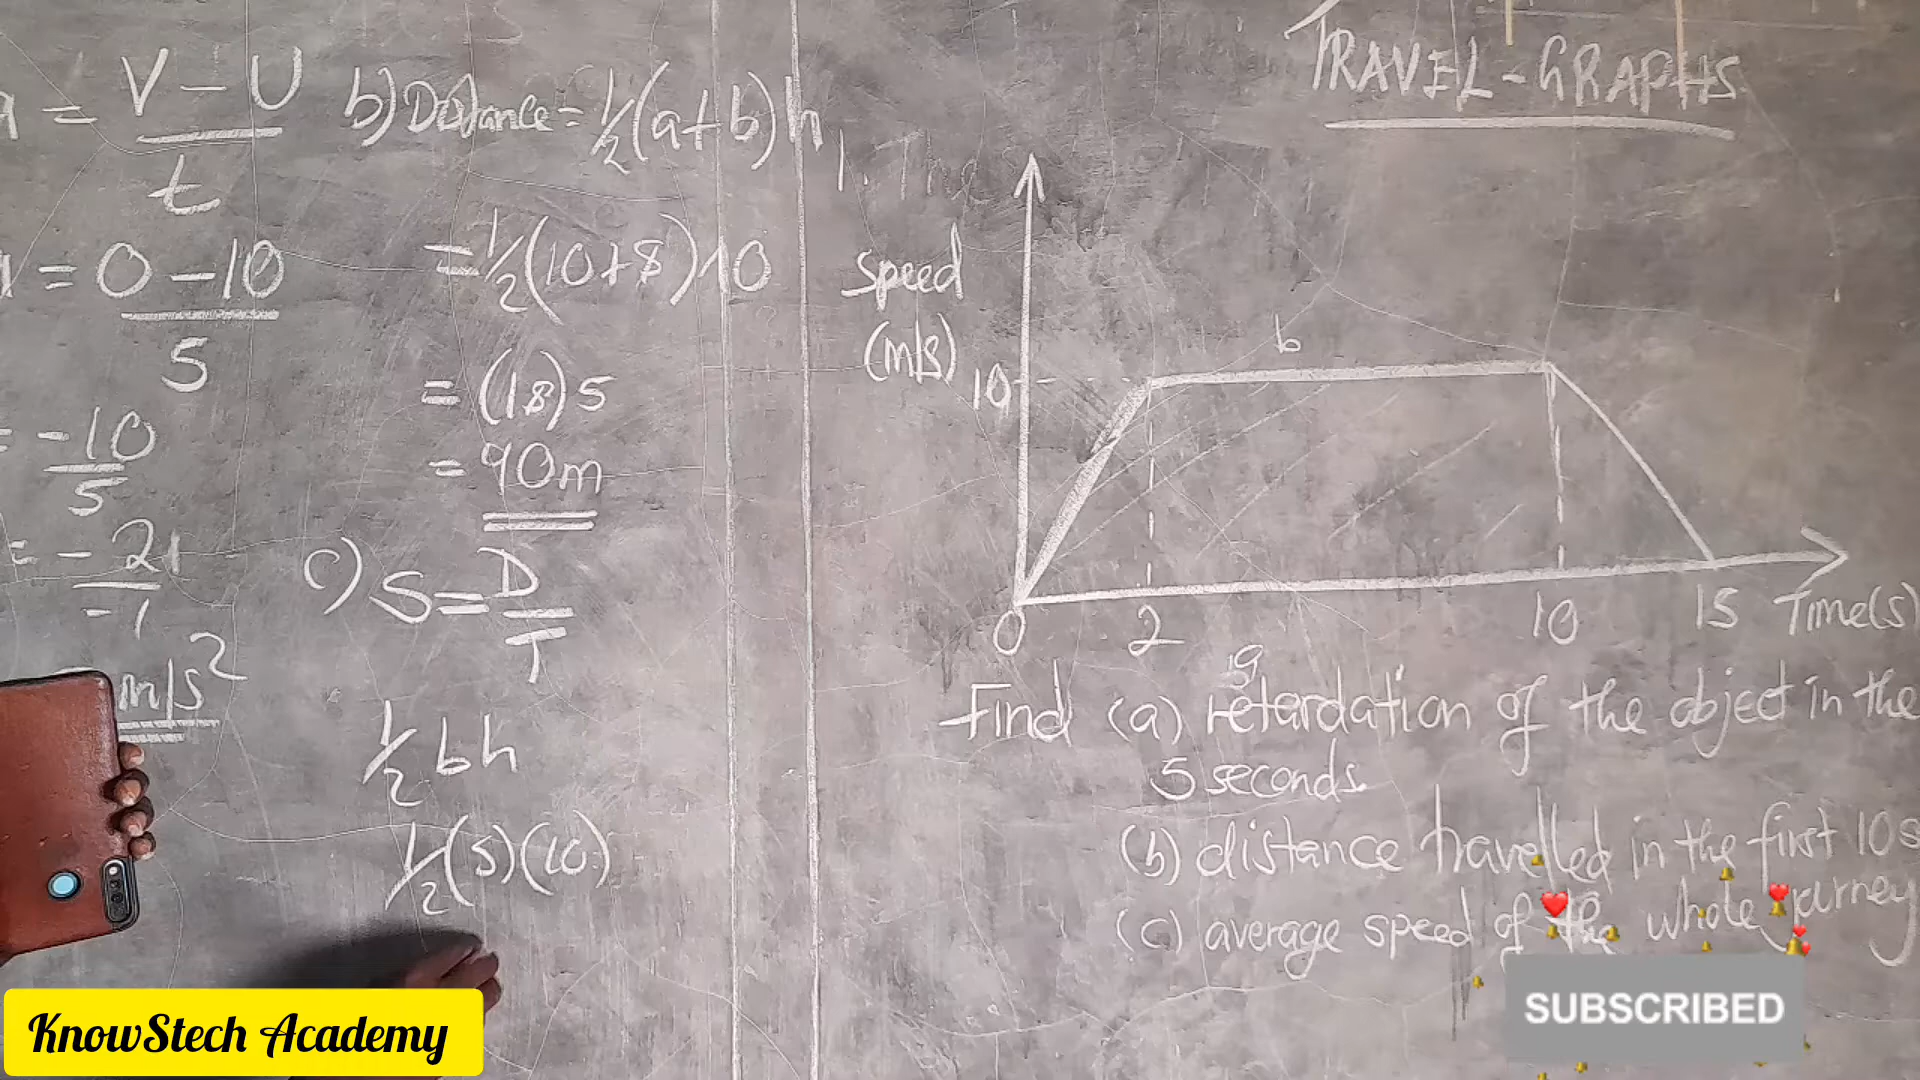 = V - U
t
= 0 - 10
5
= -10
5
= -2
-1
m/s²
b) Distance = 1/2(a+b)h
= 1/2(10+8)10
= (18)5
= 90m
c) S = D
T
1/2 bh
1/2(5)(10)
TRAVEL-GRAPHS
1. The
Speed
(m/s)
10
b
0 2 10 15 Time(s)
a
Find (a) retardation of the object in the
5 seconds.
(b) distance travelled in the first 10s
(c) average speed of the whole journey
KnowStech Academy
SUBSCRIBED